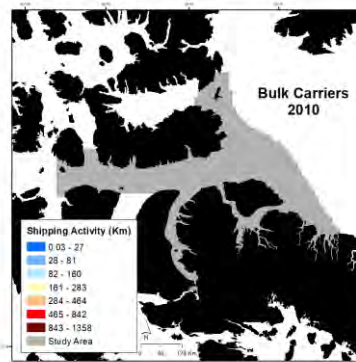 Bulk Carriers
2010
Shipping Activity (Km)
0.03 - 27
28 - 81
82 - 160
161 - 283
284 - 464
465 - 842
843 - 1358
Study Area
N